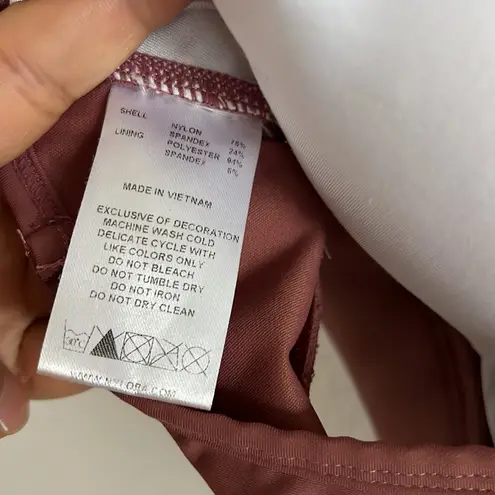 SHELL NYLON 76%
SPANDEX 24%
LINING POLYESTER 94%
SPANDEX 6%
MADE IN VIETNAM
EXCLUSIVE OF DECORATION
MACHINE WASH COLD
DELICATE CYCLE WITH
LIKE COLORS ONLY
DO NOT BLEACH
DO NOT TUMBLE DRY
DO NOT IRON
DO NOT DRY CLEAN
30°C
WWW.NYLORA.COM